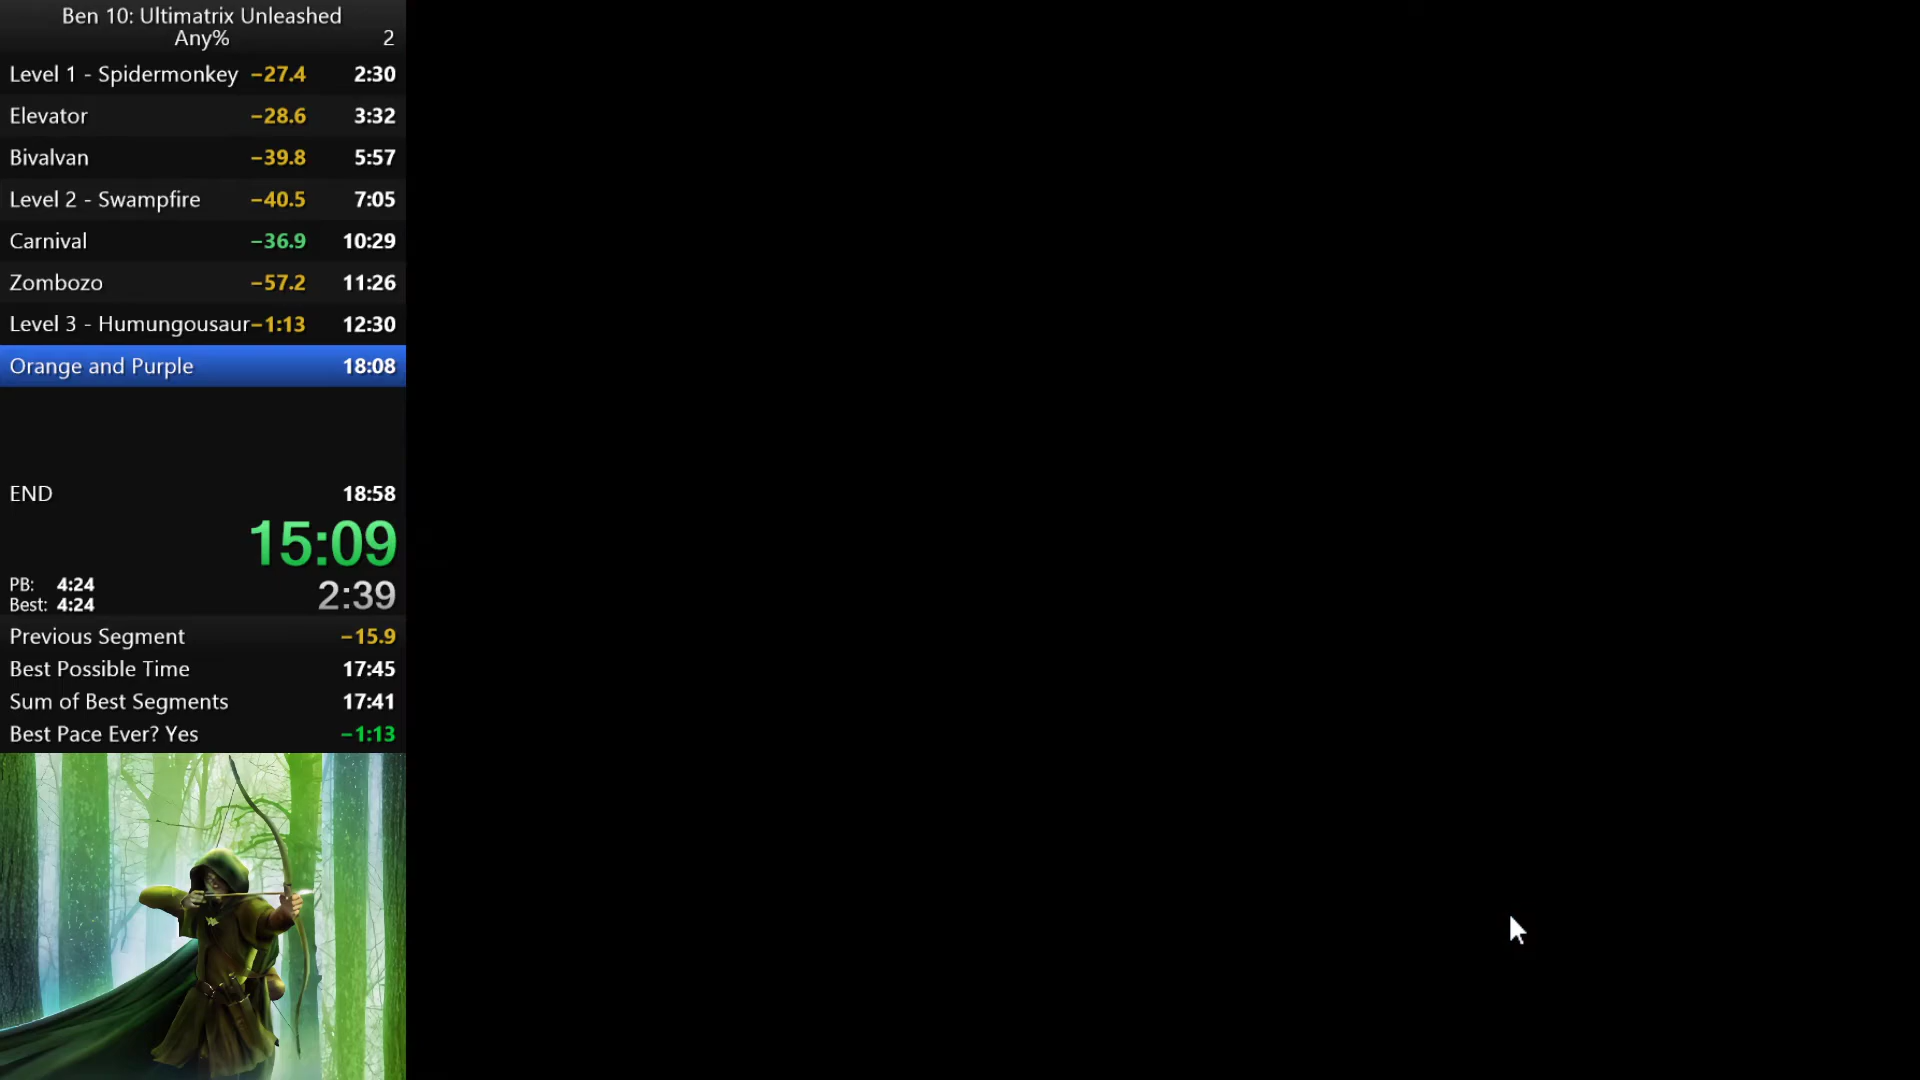 Ben 10: Ultimatrix Unleashed
Any% 2
Level 1 - Spidermonkey −27.4 2:30
Elevator −28.6 3:32
Bivalvan −39.8 5:57
Level 2 - Swampfire −40.5 7:05
Carnival −36.9 10:29
Zombozo −57.2 11:26
Level 3 - Humungousaur −1:13 12:30
Orange and Purple 18:08
END 18:58
15:09
PB: 4:24
Best: 4:24
2:39
Previous Segment −15.9
Best Possible Time 17:45
Sum of Best Segments 17:41
Best Pace Ever? Yes −1:13